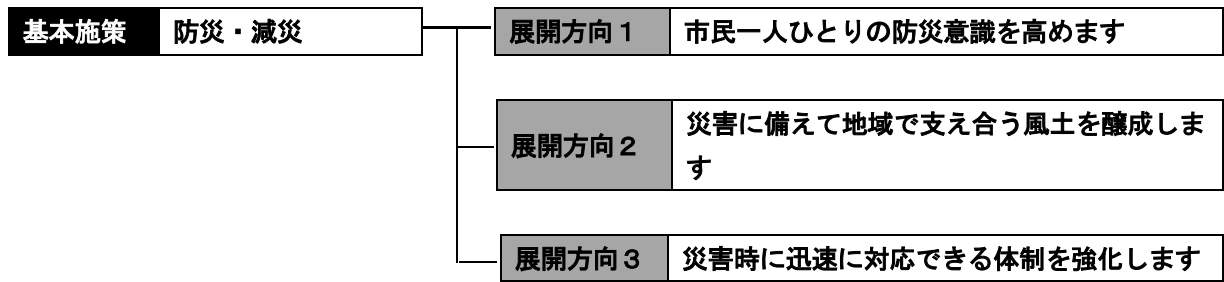 基本施策 防災・減災
展開方向１ 市民一人ひとりの防災意識を高めます
展開方向２ 災害に備えて地域で支え合う風土を醸成しま
す
展開方向３ 災害時に迅速に対応できる体制を強化します